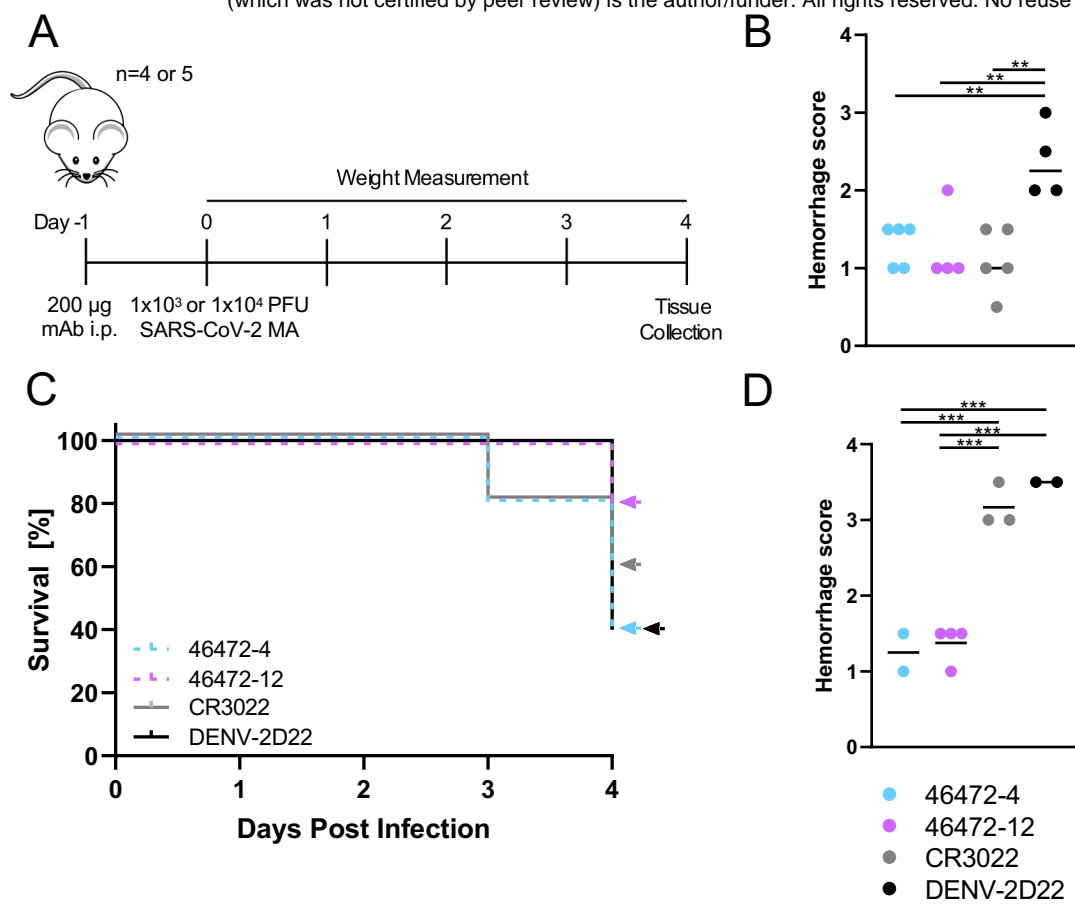 (which was not certified by peer review) is the author/funder. All rights reserved. No reuse
A
n=4 or 5
Weight Measurement
Day -1 0 1 2 3 4
200 µg
mAb i.p.
1x10³ or 1x10⁴ PFU
SARS-CoV-2 MA
Tissue
Collection
B
Hemorrhage score
4
3
2
1
0
**
**
**
C
Survival [%]
100
80
60
40
20
0
46472-4
46472-12
CR3022
DENV-2D22
0 1 2 3 4
Days Post Infection
D
Hemorrhage score
4
3
2
1
0
***
***
***
***
46472-4
46472-12
CR3022
DENV-2D22